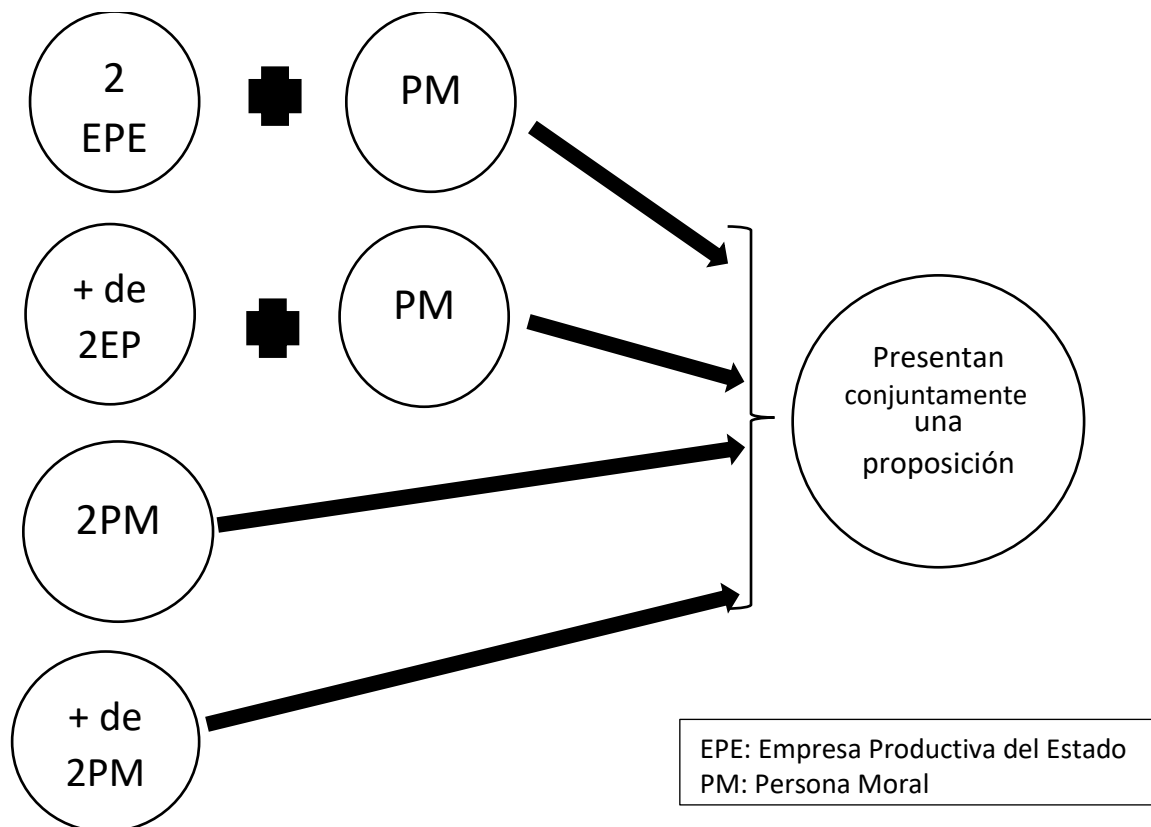 2
EPE
PM
+ de
2EP
PM
2PM
+ de
2PM
Presentan
conjuntamente
una
proposición
EPE: Empresa Productiva del Estado
PM: Persona Moral